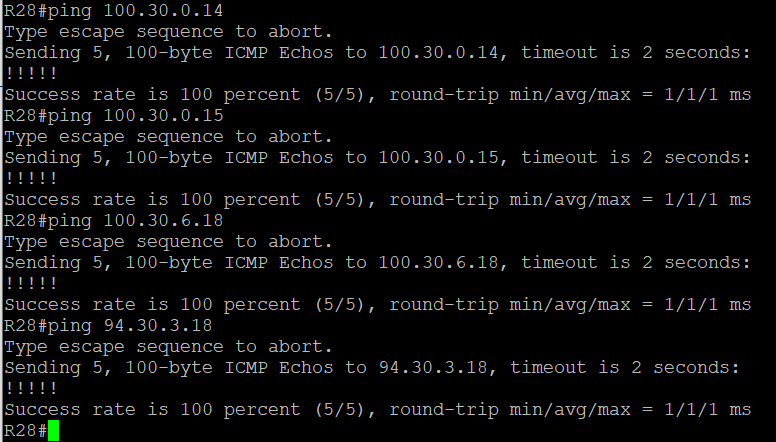 R28#ping 100.30.0.14
Type escape sequence to abort.
Sending 5, 100-byte ICMP Echos to 100.30.0.14, timeout is 2 seconds:
!!!!!
Success rate is 100 percent (5/5), round-trip min/avg/max = 1/1/1 ms
R28#ping 100.30.0.15
Type escape sequence to abort.
Sending 5, 100-byte ICMP Echos to 100.30.0.15, timeout is 2 seconds:
!!!!!
Success rate is 100 percent (5/5), round-trip min/avg/max = 1/1/1 ms
R28#ping 100.30.6.18
Type escape sequence to abort.
Sending 5, 100-byte ICMP Echos to 100.30.6.18, timeout is 2 seconds:
!!!!!
Success rate is 100 percent (5/5), round-trip min/avg/max = 1/1/1 ms
R28#ping 94.30.3.18
Type escape sequence to abort.
Sending 5, 100-byte ICMP Echos to 94.30.3.18, timeout is 2 seconds:
!!!!!
Success rate is 100 percent (5/5), round-trip min/avg/max = 1/1/1 ms
R28#